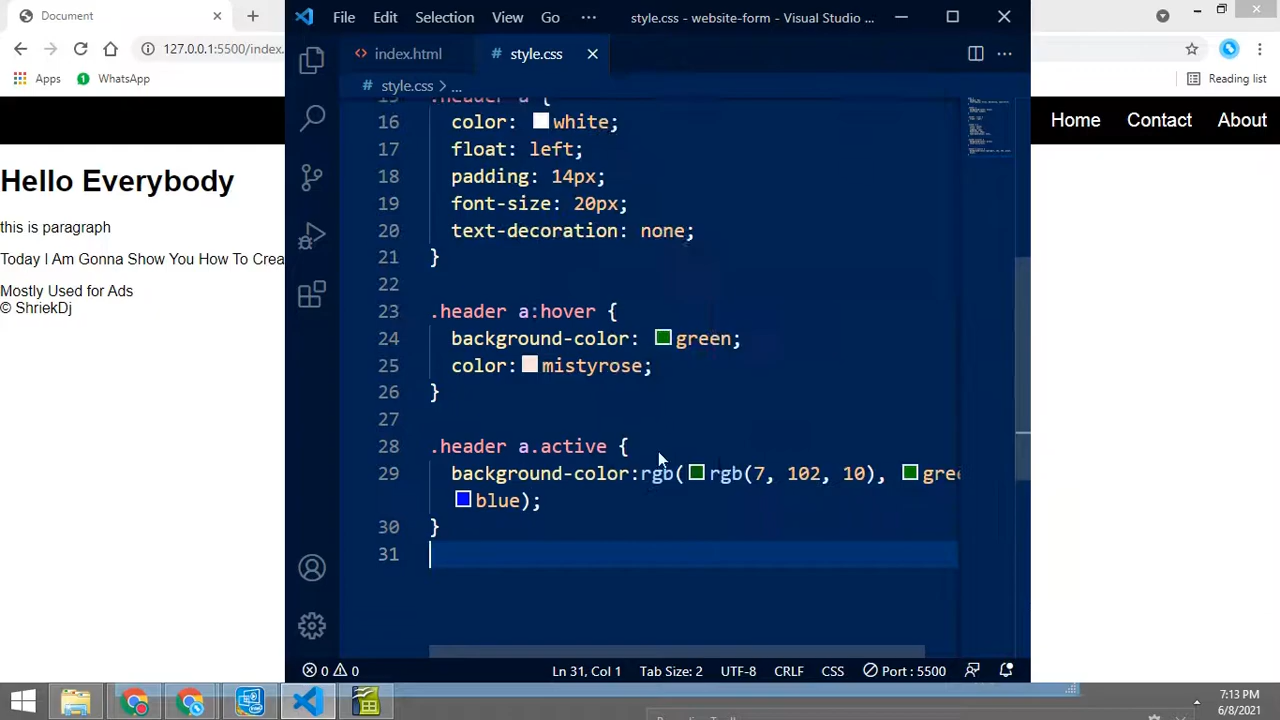 Document
127.0.0.1:5500/index.
Apps
WhatsApp
Hello Everybody
this is paragraph
Today I Am Gonna Show You How To Crea
Mostly Used for Ads
© ShriekDj
File Edit Selection View Go ··· style.css - website-form - Visual Studio ...
index.html
# style.css
# style.css > ...
15 .header a {
16 color: white;
17 float: left;
18 padding: 14px;
19 font-size: 20px;
20 text-decoration: none;
21 }
22
23 .header a:hover {
24 background-color: green;
25 color: mistyrose;
26 }
27
28 .header a.active {
29 background-color:rgb(rgb(7, 102, 10), gree
blue);
30 }
31
0 0 Ln 31, Col 1 Tab Size: 2 UTF-8 CRLF CSS Port : 5500
Reading list
Home Contact About
7:13 PM
6/8/2021